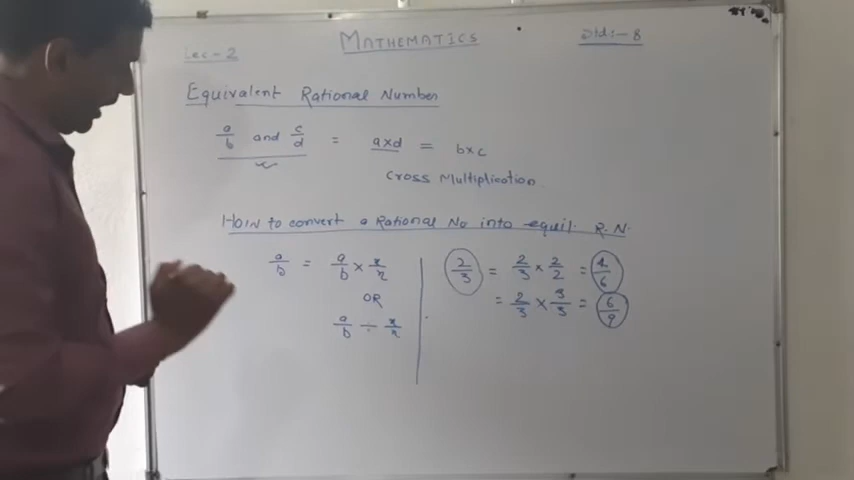 Lec-2 MATHEMATICS Std:-8
Equivalent Rational Number
a/b and c/d = a×d = b×c
Cross Multiplication
How to convert a Rational No into equil. R.N.
a/b = a/b × x/x
OR
a/b ÷ x/x
2/3 = 2/3 × 2/2 = 4/6
= 2/3 × 3/3 = 6/9